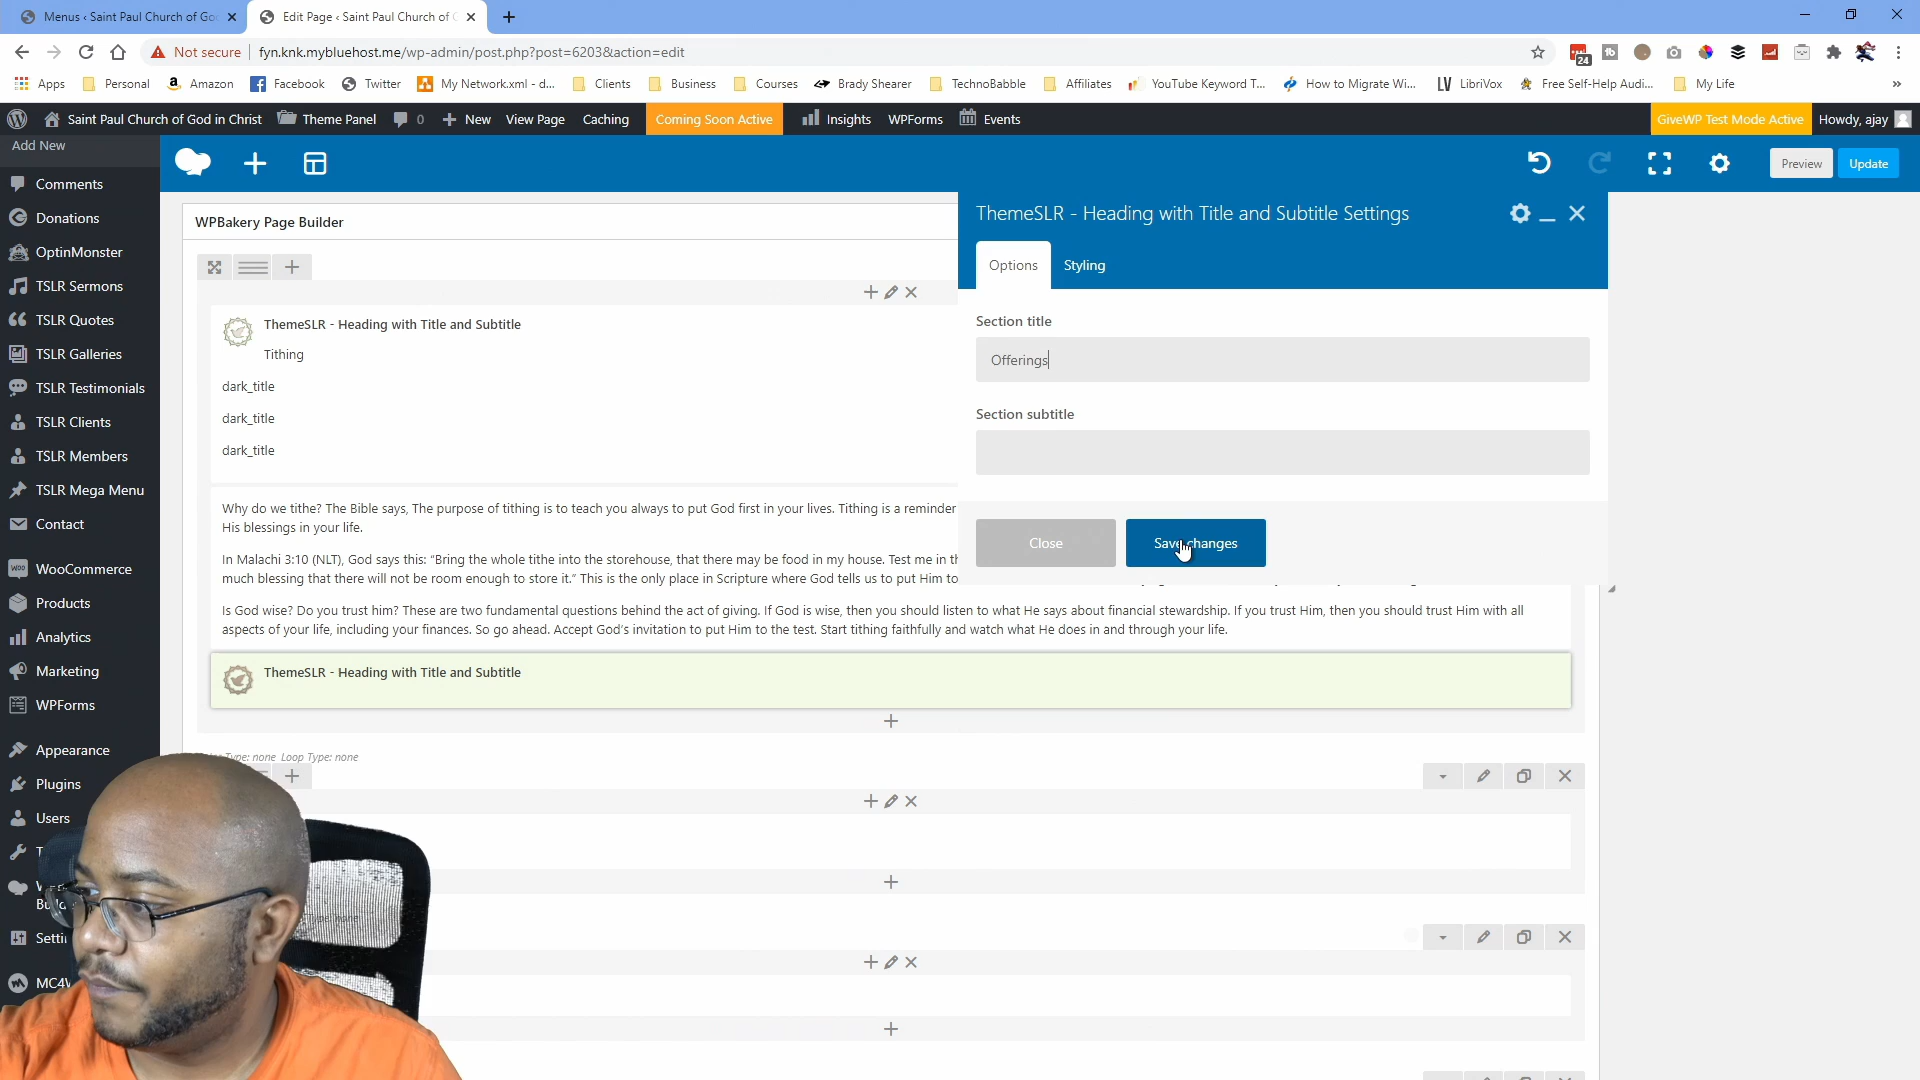 Menus ‹ Saint Paul Church of Go
Edit Page ‹ Saint Paul Church of
Not secure
fyn.knk.mybluehost.me/wp-admin/post.php?post=6203&action=edit
24
Apps
Personal
Amazon
Facebook
Twitter
My Network.xml - d...
Clients
Business
Courses
Brady Shearer
TechnoBabble
Affiliates
YouTube Keyword T...
How to Migrate Wi...
LibriVox
Free Self-Help Audi...
My Life
»
Saint Paul Church of God in Christ
Theme Panel
0
New
View Page
Caching
Coming Soon Active
Insights
WPForms
Events
GiveWP Test Mode Active
Howdy, ajay
Add New
Comments
Donations
OptinMonster
TSLR Sermons
TSLR Quotes
TSLR Galleries
TSLR Testimonials
TSLR Clients
TSLR Members
TSLR Mega Menu
Contact
WooCommerce
Products
Analytics
Marketing
WPForms
Appearance
Plugins
Users
Setti
MC4
Preview
Update
WPBakery Page Builder
ThemeSLR - Heading with Title and Subtitle
Tithing
dark_title
dark_title
dark_title
Why do we tithe? The Bible says, The purpose of tithing is to teach you always to put God first in your lives. Tithing is a reminder
His blessings in your life.
In Malachi 3:10 (NLT), God says this: “Bring the whole tithe into the storehouse, that there may be food in my house. Test me in th
much blessing that there will not be room enough to store it.” This is the only place in Scripture where God tells us to put Him to
Is God wise? Do you trust him? These are two fundamental questions behind the act of giving. If God is wise, then you should listen to what He says about financial stewardship. If you trust Him, then you should trust Him with all
aspects of your life, including your finances. So go ahead. Accept God's invitation to put Him to the test. Start tithing faithfully and watch what He does in and through your life.
ThemeSLR - Heading with Title and Subtitle
Type: none Loop Type: none
Type: none
ThemeSLR - Heading with Title and Subtitle Settings
Options
Styling
Section title
Offerings
Section subtitle
Close
Save changes